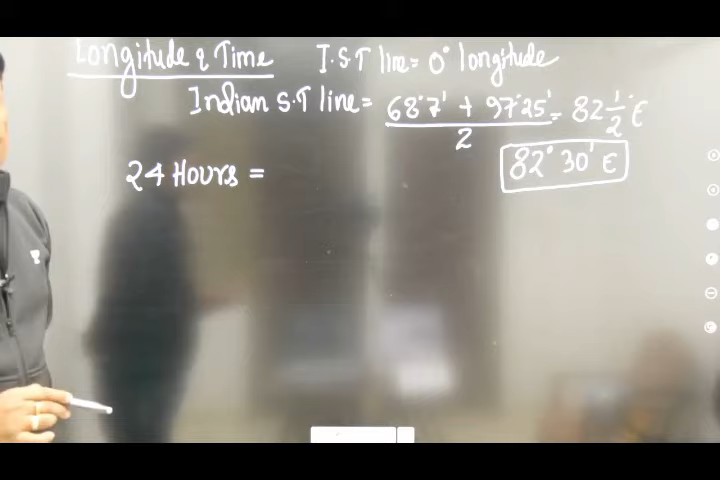 Longitude & Time I.S.T line = 0° longitude
Indian S.T line = 68°7' + 97°25' / 2 = 82 1/2° E
82° 30' E
24 Hours =